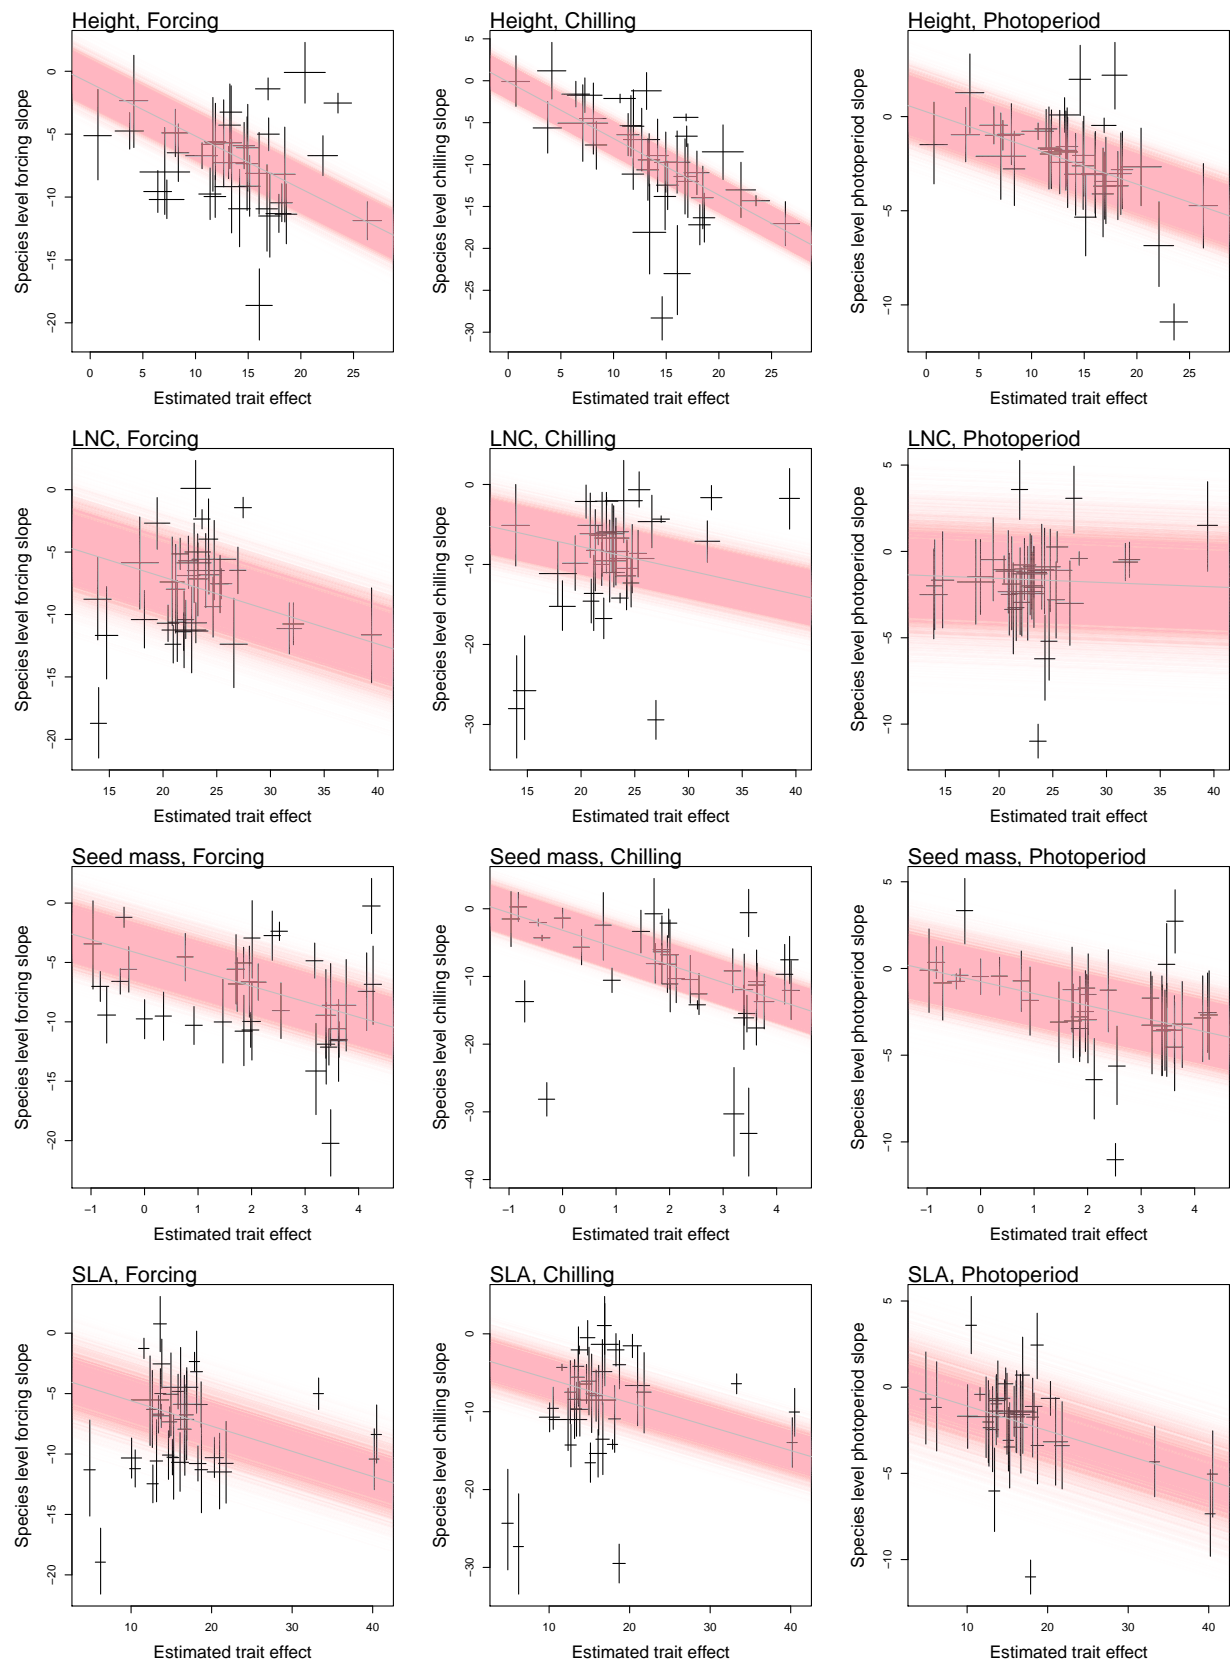 Height, Forcing
Species level forcing slope
0
−5
−10
−15
−20
0 5 10 15 20 25
Estimated trait effect
Height, Chilling
Species level chilling slope
5
0
−5
−10
−15
−20
−25
−30
0 5 10 15 20 25
Estimated trait effect
Height, Photoperiod
Species level photoperiod slope
0
−5
−10
0 5 10 15 20 25
Estimated trait effect
LNC, Forcing
Species level forcing slope
0
−5
−10
−15
−20
15 20 25 30 35 40
Estimated trait effect
LNC, Chilling
Species level chilling slope
0
−10
−20
−30
15 20 25 30 35 40
Estimated trait effect
LNC, Photoperiod
Species level photoperiod slope
5
0
−5
−10
15 20 25 30 35 40
Estimated trait effect
Seed mass, Forcing
Species level forcing slope
0
−5
−10
−15
−20
−1 0 1 2 3 4
Estimated trait effect
Seed mass, Chilling
Species level chilling slope
0
−10
−20
−30
−40
−1 0 1 2 3 4
Estimated trait effect
Seed mass, Photoperiod
Species level photoperiod slope
5
0
−5
−10
−1 0 1 2 3 4
Estimated trait effect
SLA, Forcing
Species level forcing slope
0
−5
−10
−15
−20
10 20 30 40
Estimated trait effect
SLA, Chilling
Species level chilling slope
0
−10
−20
−30
10 20 30 40
Estimated trait effect
SLA, Photoperiod
Species level photoperiod slope
5
0
−5
−10
10 20 30 40
Estimated trait effect